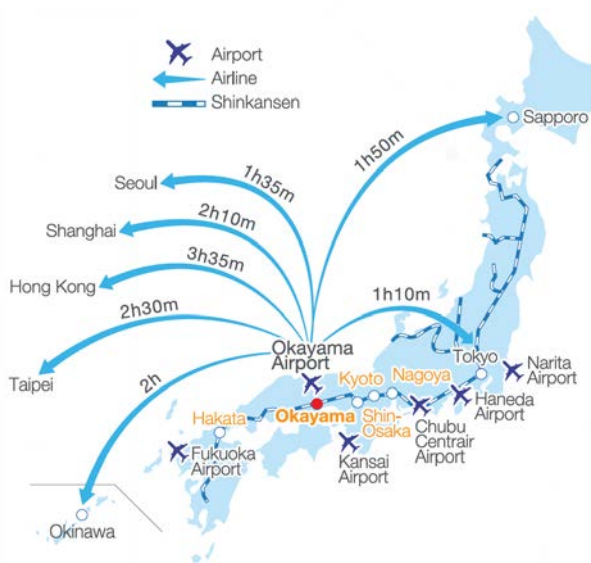 Airport
Airline
Shinkansen
Sapporo
1h50m
Seoul
1h35m
Shanghai
2h10m
Hong Kong
3h35m
Taipei
2h30m
2h
1h10m
Okayama
Airport
Tokyo
Narita
Airport
Kyoto
Nagoya
Haneda
Airport
Hakata
Okayama
Shin-
Osaka
Chubu
Centrair
Airport
Fukuoka
Airport
Kansai
Airport
Okinawa